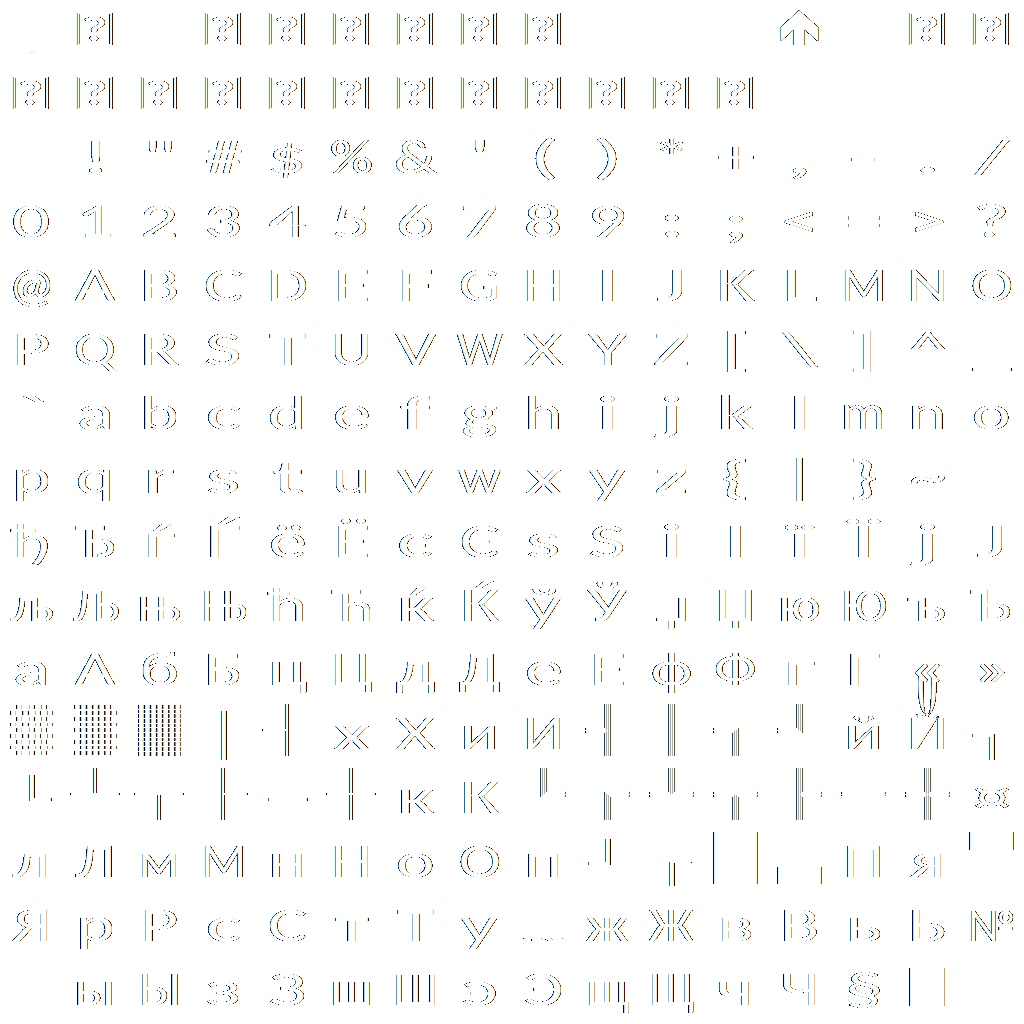 � � � � � � � ↑ � �
� � � � � � � � � � � �
! " # $ % & ' ( ) * + , - . /
0 1 2 3 4 5 6 7 8 9 : ; < = > ?
@ A B C D E F G H I J K L M N O
P Q R S T U V W X Y Z [ \ ] ^ _
` a b c d e f g h i j k l m n o
p q r s t u v w x y z { | } ~
ђ Ђ ѓ Ѓ ё Ё є Є ѕ Ѕ і І ї Ї ј Ј
љ Љ њ Њ ћ Ћ ќ Ќ ў Ў џ Џ ю Ю ъ Ъ
а А б Б ц Ц д Д е Е ф Ф г Г « »
░ ▒ ▓ │ ┤ х Х и И ╣ ║ ╗ ╝ й Й ┐
└ ┴ ┬ ├ ─ ┼ к К ╚ ╔ ╩ ╦ ╠ ═ ╬ ¤
л Л м М н Н о О п ┘ ┌ █ ▄ П я ▀
Я р Р с С т Т у ж Ж в В ь Ь №
ы Ы з З ш Ш э Э щ Щ ч Ч § ■